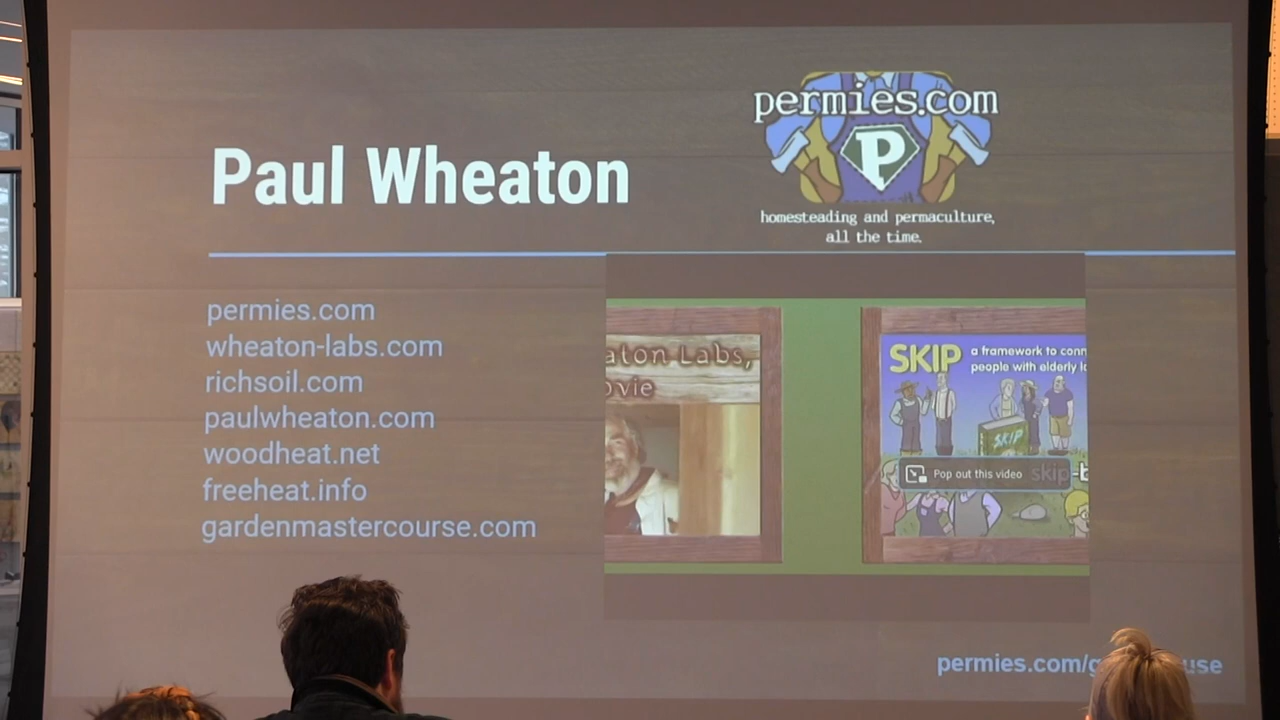 permies.com
P
homesteading and permaculture,
all the time.
Paul Wheaton
permies.com
wheaton-labs.com
richsoil.com
paulwheaton.com
woodheat.net
freeheat.info
gardenmastercourse.com
aton Labs,
ovie
SKIP a framework to conn
people with elderly l
SKIP
Pop out this video
skip-b
permies.com/g use